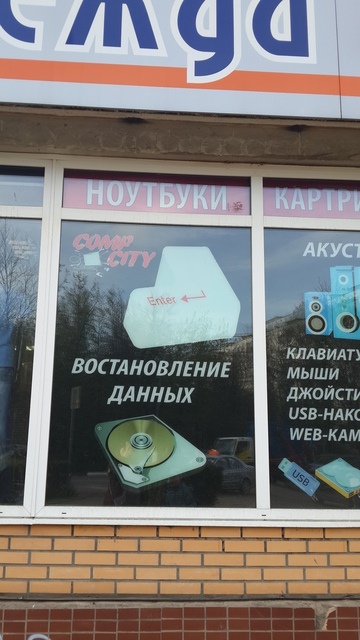 ежда
НОУТБУКИ
КАРТРИ
COMP
CITY
Enter
ВОСТАНОВЛЕНИЕ
ДАННЫХ
АКУСТ
КЛАВИАТУ
МЫШИ
ДЖОЙСТИ
USB-НАКО
WEB-КАМ
USB